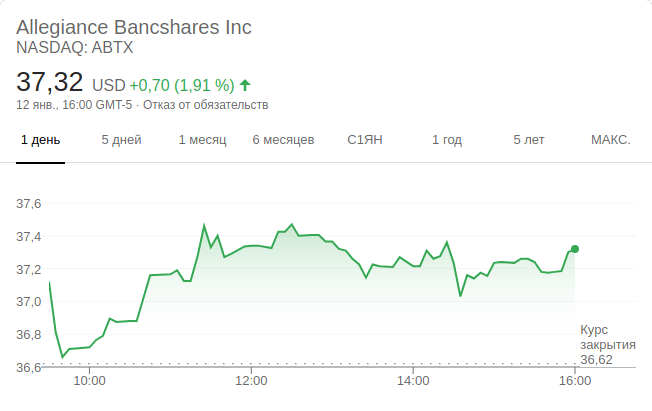 Allegiance Bancshares Inc
NASDAQ: ABTX
37,32 USD +0,70 (1,91 %)
12 янв., 16:00 GMT-5 · Отказ от обязательств
1 день 5 дней 1 месяц 6 месяцев С1ЯН 1 год 5 лет МАКС.
37,6
37,4
37,2
37,0
36,8
36,6
Курс
закрытия
36,62
10:00 12:00 14:00 16:00